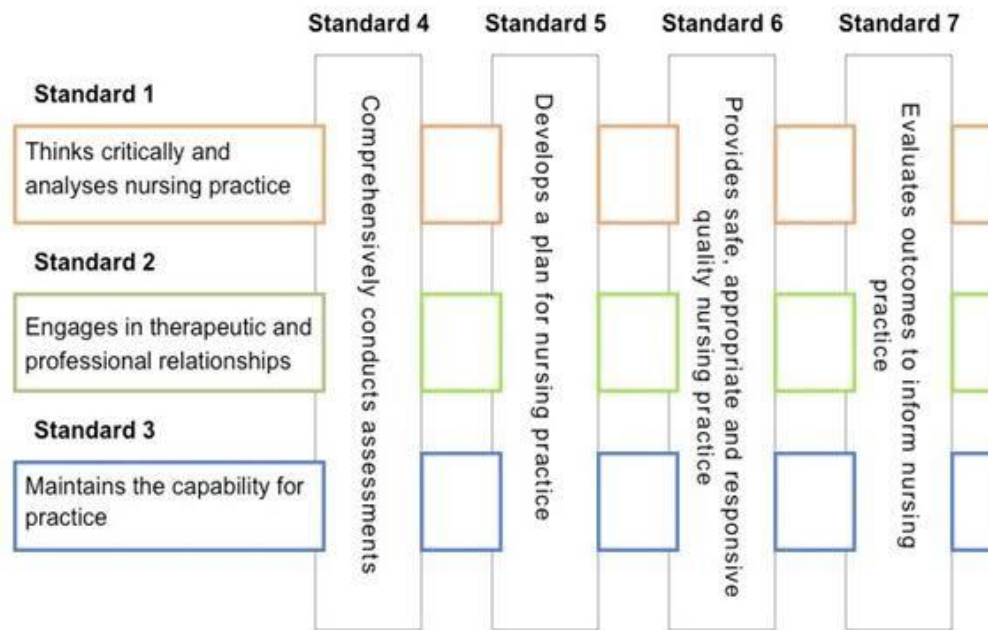 Standard 4
Standard 5
Standard 6
Standard 7
Standard 1
Thinks critically and
analyses nursing practice
Standard 2
Engages in therapeutic and
professional relationships
Standard 3
Maintains the capability for
practice
Comprehensively conducts assessments
Develops a plan for nursing practice
Provides safe, appropriate and responsive
quality nursing practice
Evaluates outcomes to inform nursing
practice